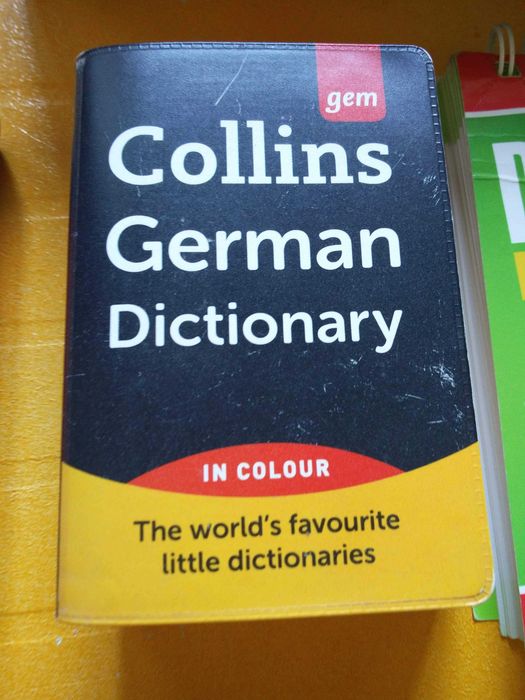 gem
Collins
German
Dictionary
IN COLOUR
The world's favourite
little dictionaries